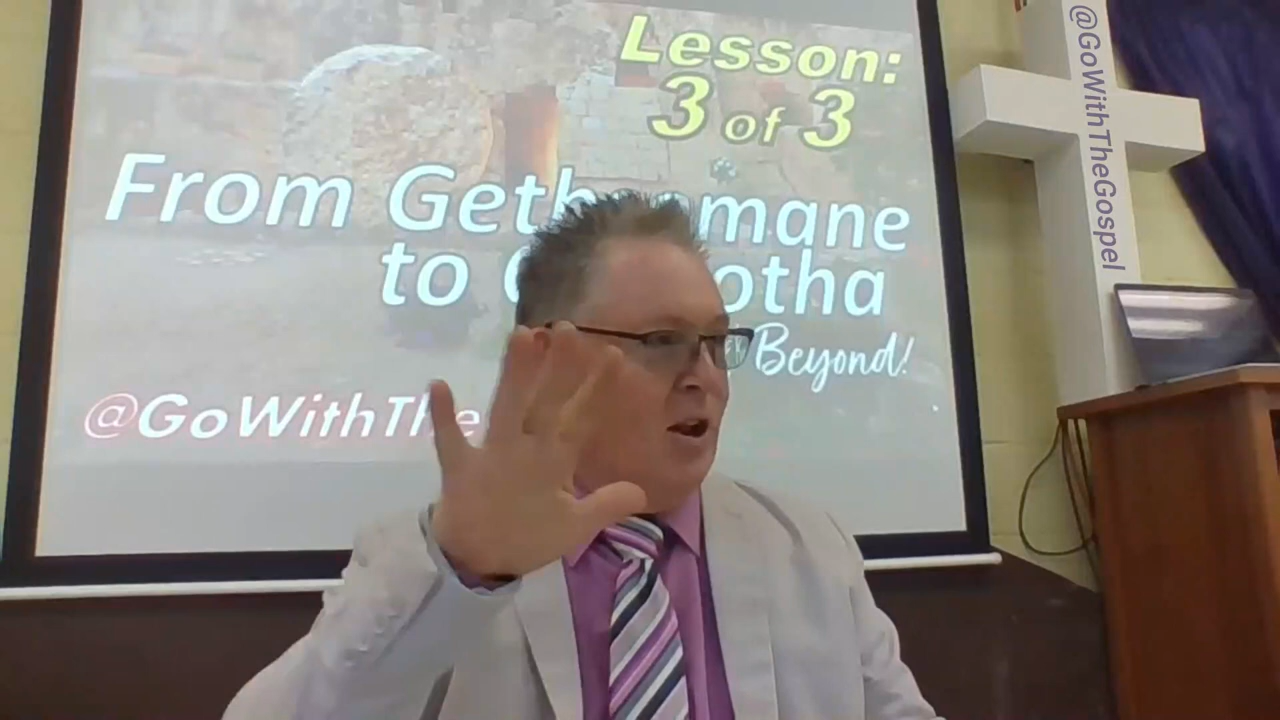 Lesson:
3 of 3
From Geth mane
to otha
Beyond!
@GoWithThe
@GoWithTheGospel